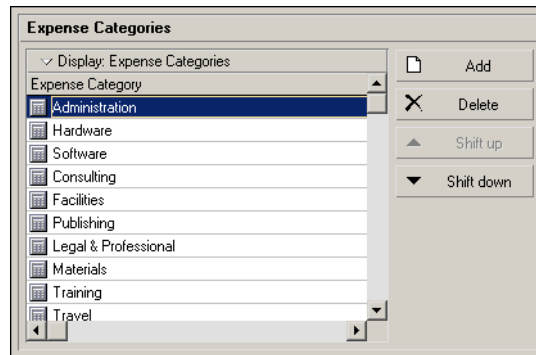 Expense Categories
Display: Expense Categories
Expense Category
Administration
Hardware
Software
Consulting
Facilities
Publishing
Legal & Professional
Materials
Training
Travel
Add
Delete
Shift up
Shift down